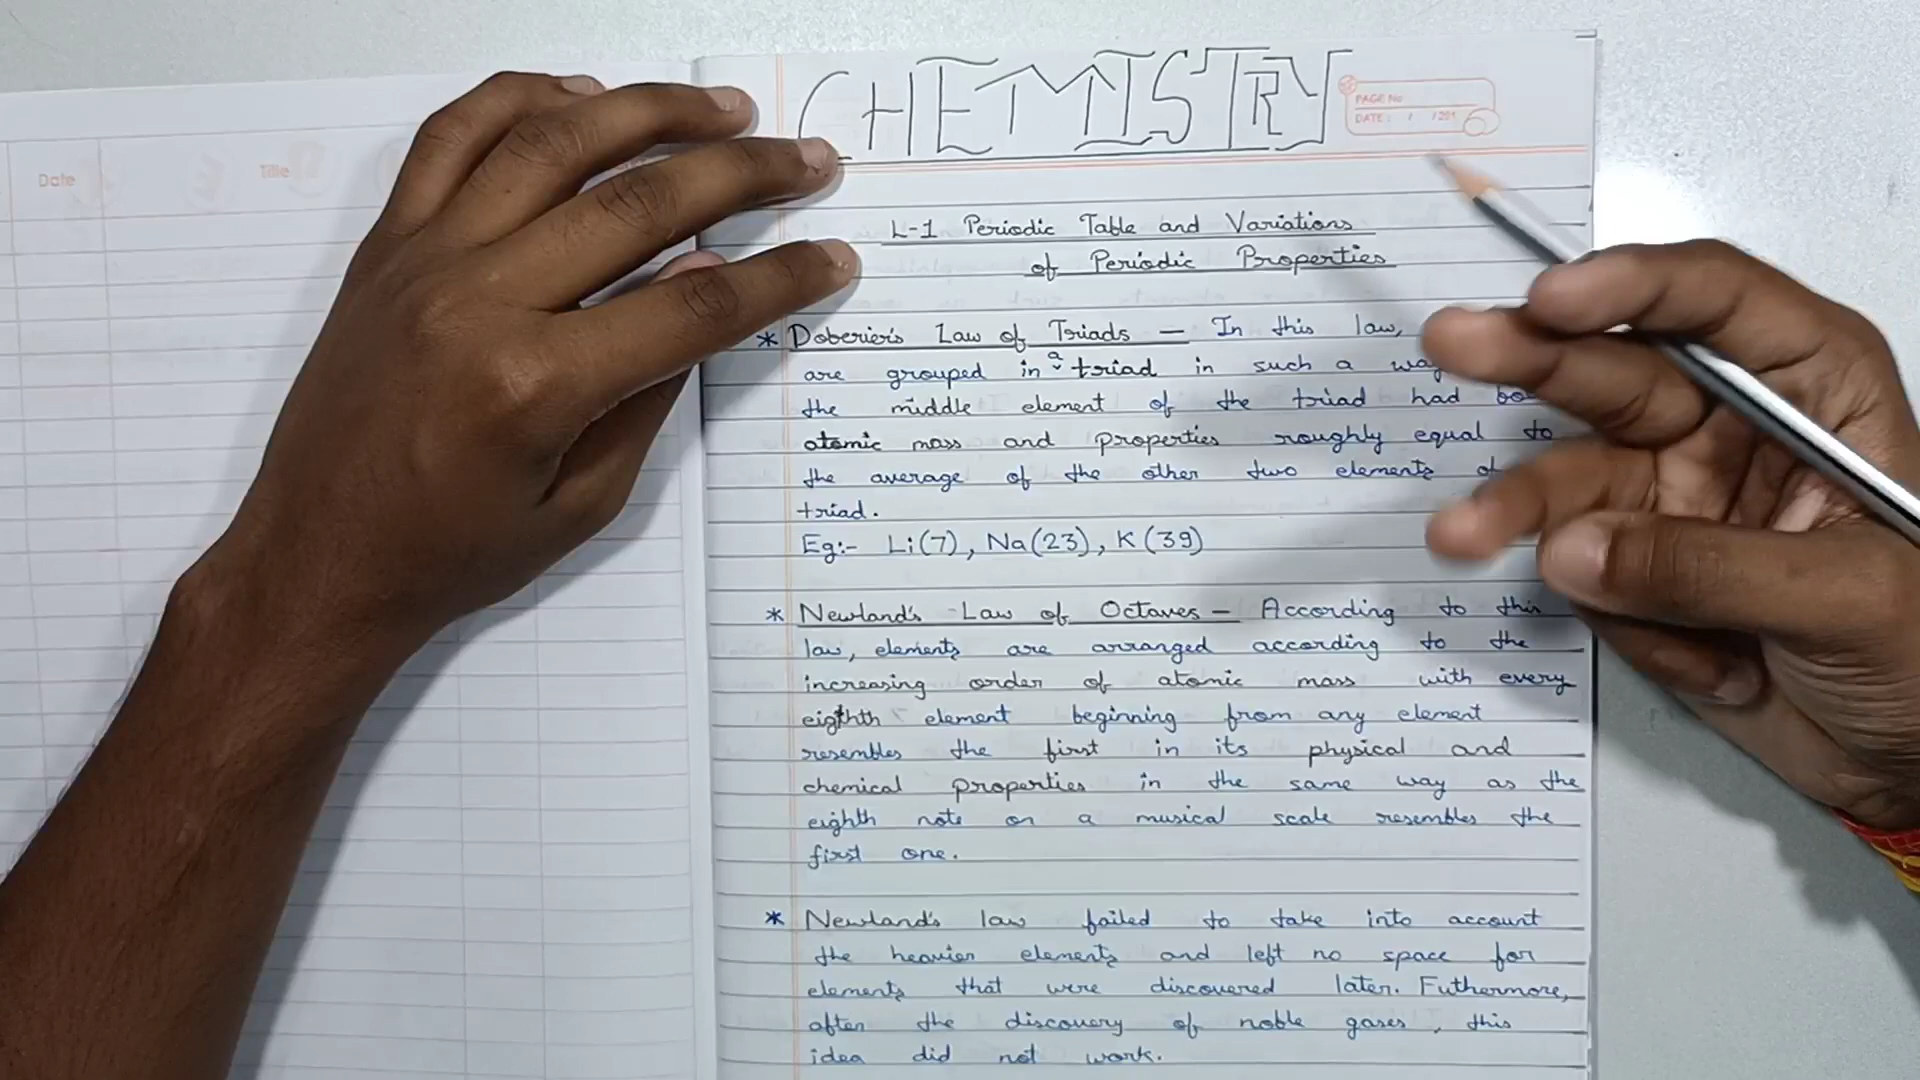 Date
Title
CHEMISTRY
PAGE No
DATE: / /201
L-1 Periodic Table and Variations
of Periodic Properties
* Doberier's Law of Triads — In this law,
are grouped in a triad in such a way
the middle element of the triad had
atomic mass and properties roughly equal to
the average of the other two elements of
triad.
Eg:- Li(7), Na(23), K(39)
* Newland's Law of Octaves — According to this
law, elements are arranged according to the
increasing order of atomic mass with every
eighth element beginning from any element
resembles the first in its physical and
chemical properties in the same way as the
eighth note on a musical scale resembles the
first one.
* Newland's law failed to take into account
the heavier elements and left no space for
elements that were discovered later. Futhermore,
after the discovery of noble gases, this
idea did not work.